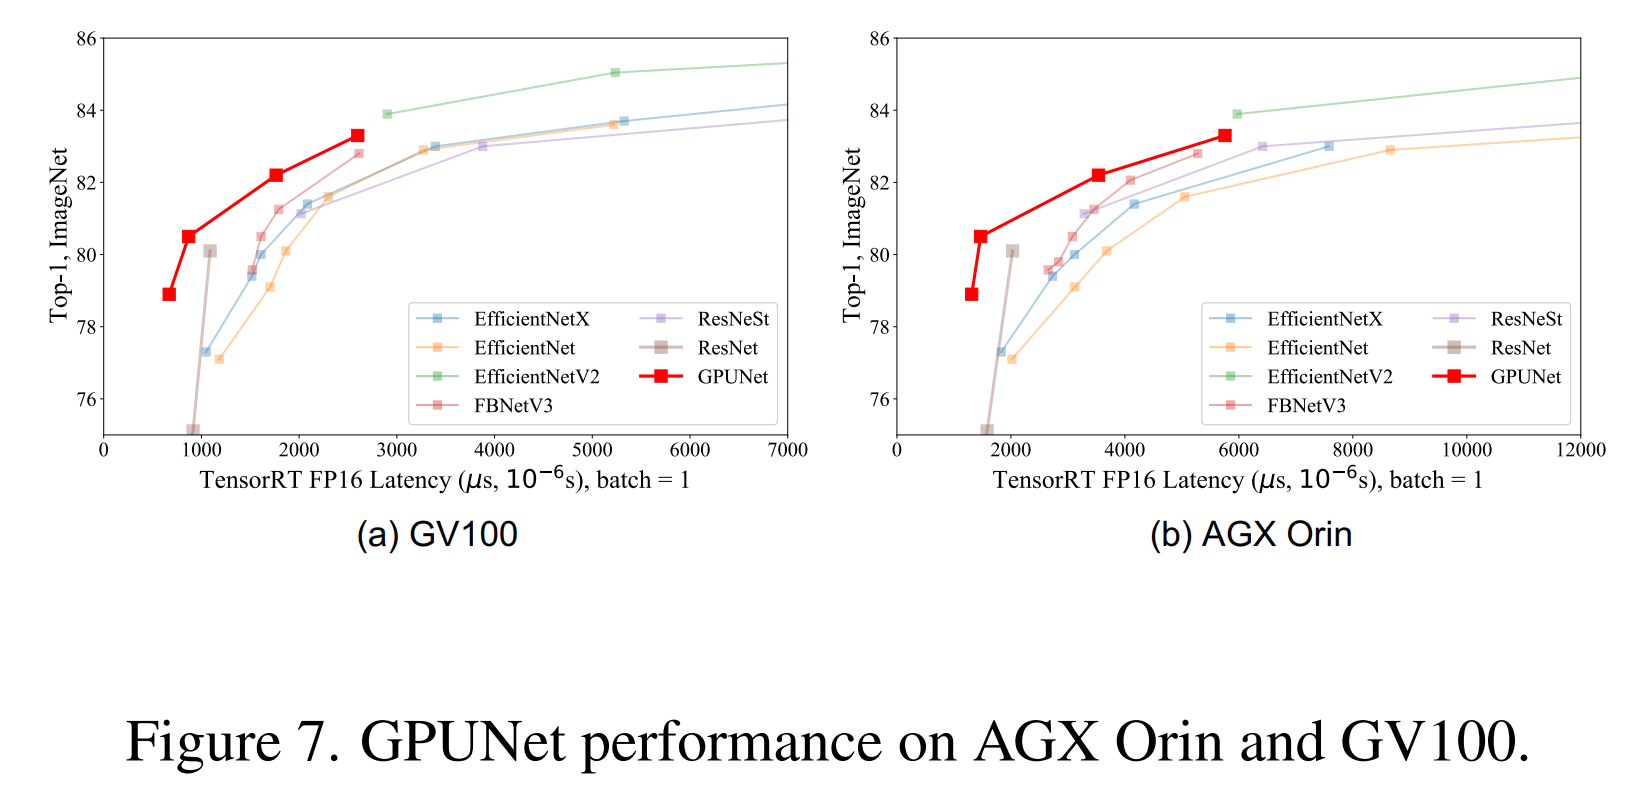 86
84
82
80
78
76
Top-1, ImageNet
0 1000 2000 3000 4000 5000 6000 7000
TensorRT FP16 Latency (μs, 10⁻⁶s), batch = 1
EfficientNetX
EfficientNet
EfficientNetV2
FBNetV3
ResNeSt
ResNet
GPUNet
(a) GV100
86
84
82
80
78
76
Top-1, ImageNet
0 2000 4000 6000 8000 10000 12000
TensorRT FP16 Latency (μs, 10⁻⁶s), batch = 1
EfficientNetX
EfficientNet
EfficientNetV2
FBNetV3
ResNeSt
ResNet
GPUNet
(b) AGX Orin
Figure 7. GPUNet performance on AGX Orin and GV100.